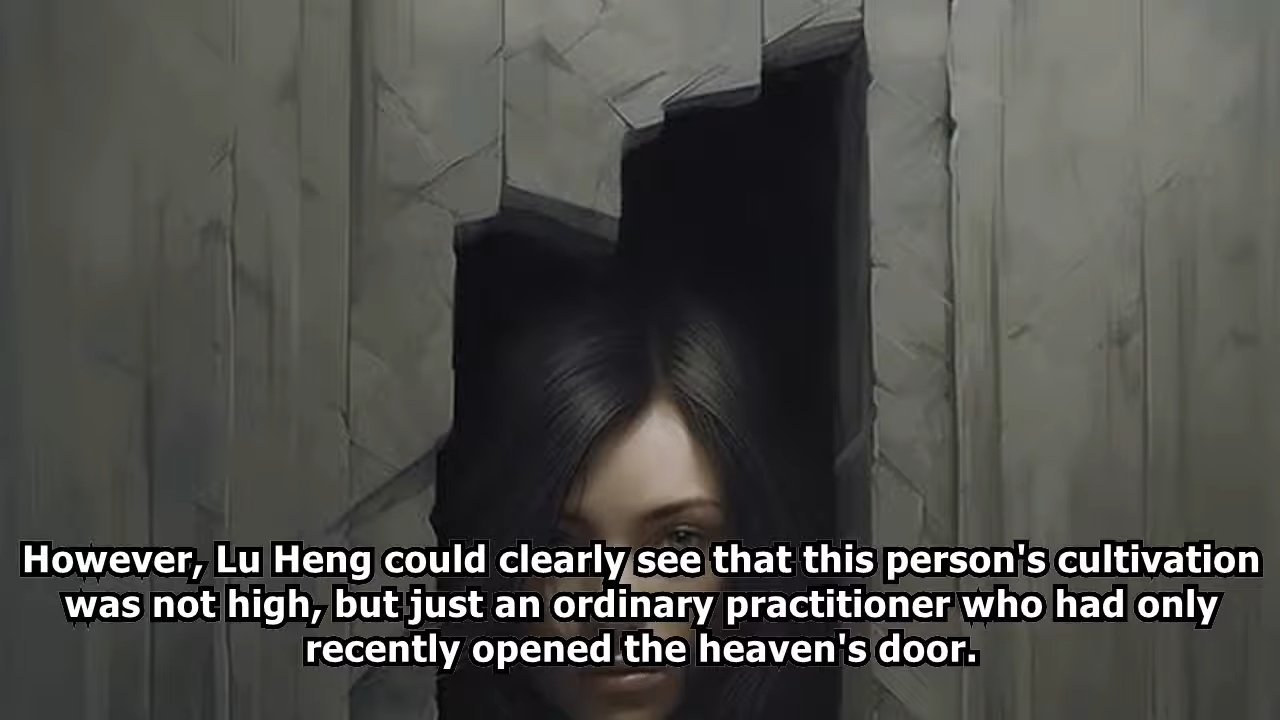 However, Lu Heng could clearly see that this person's cultivation
was not high, but just an ordinary practitioner who had only
recently opened the heaven's door.